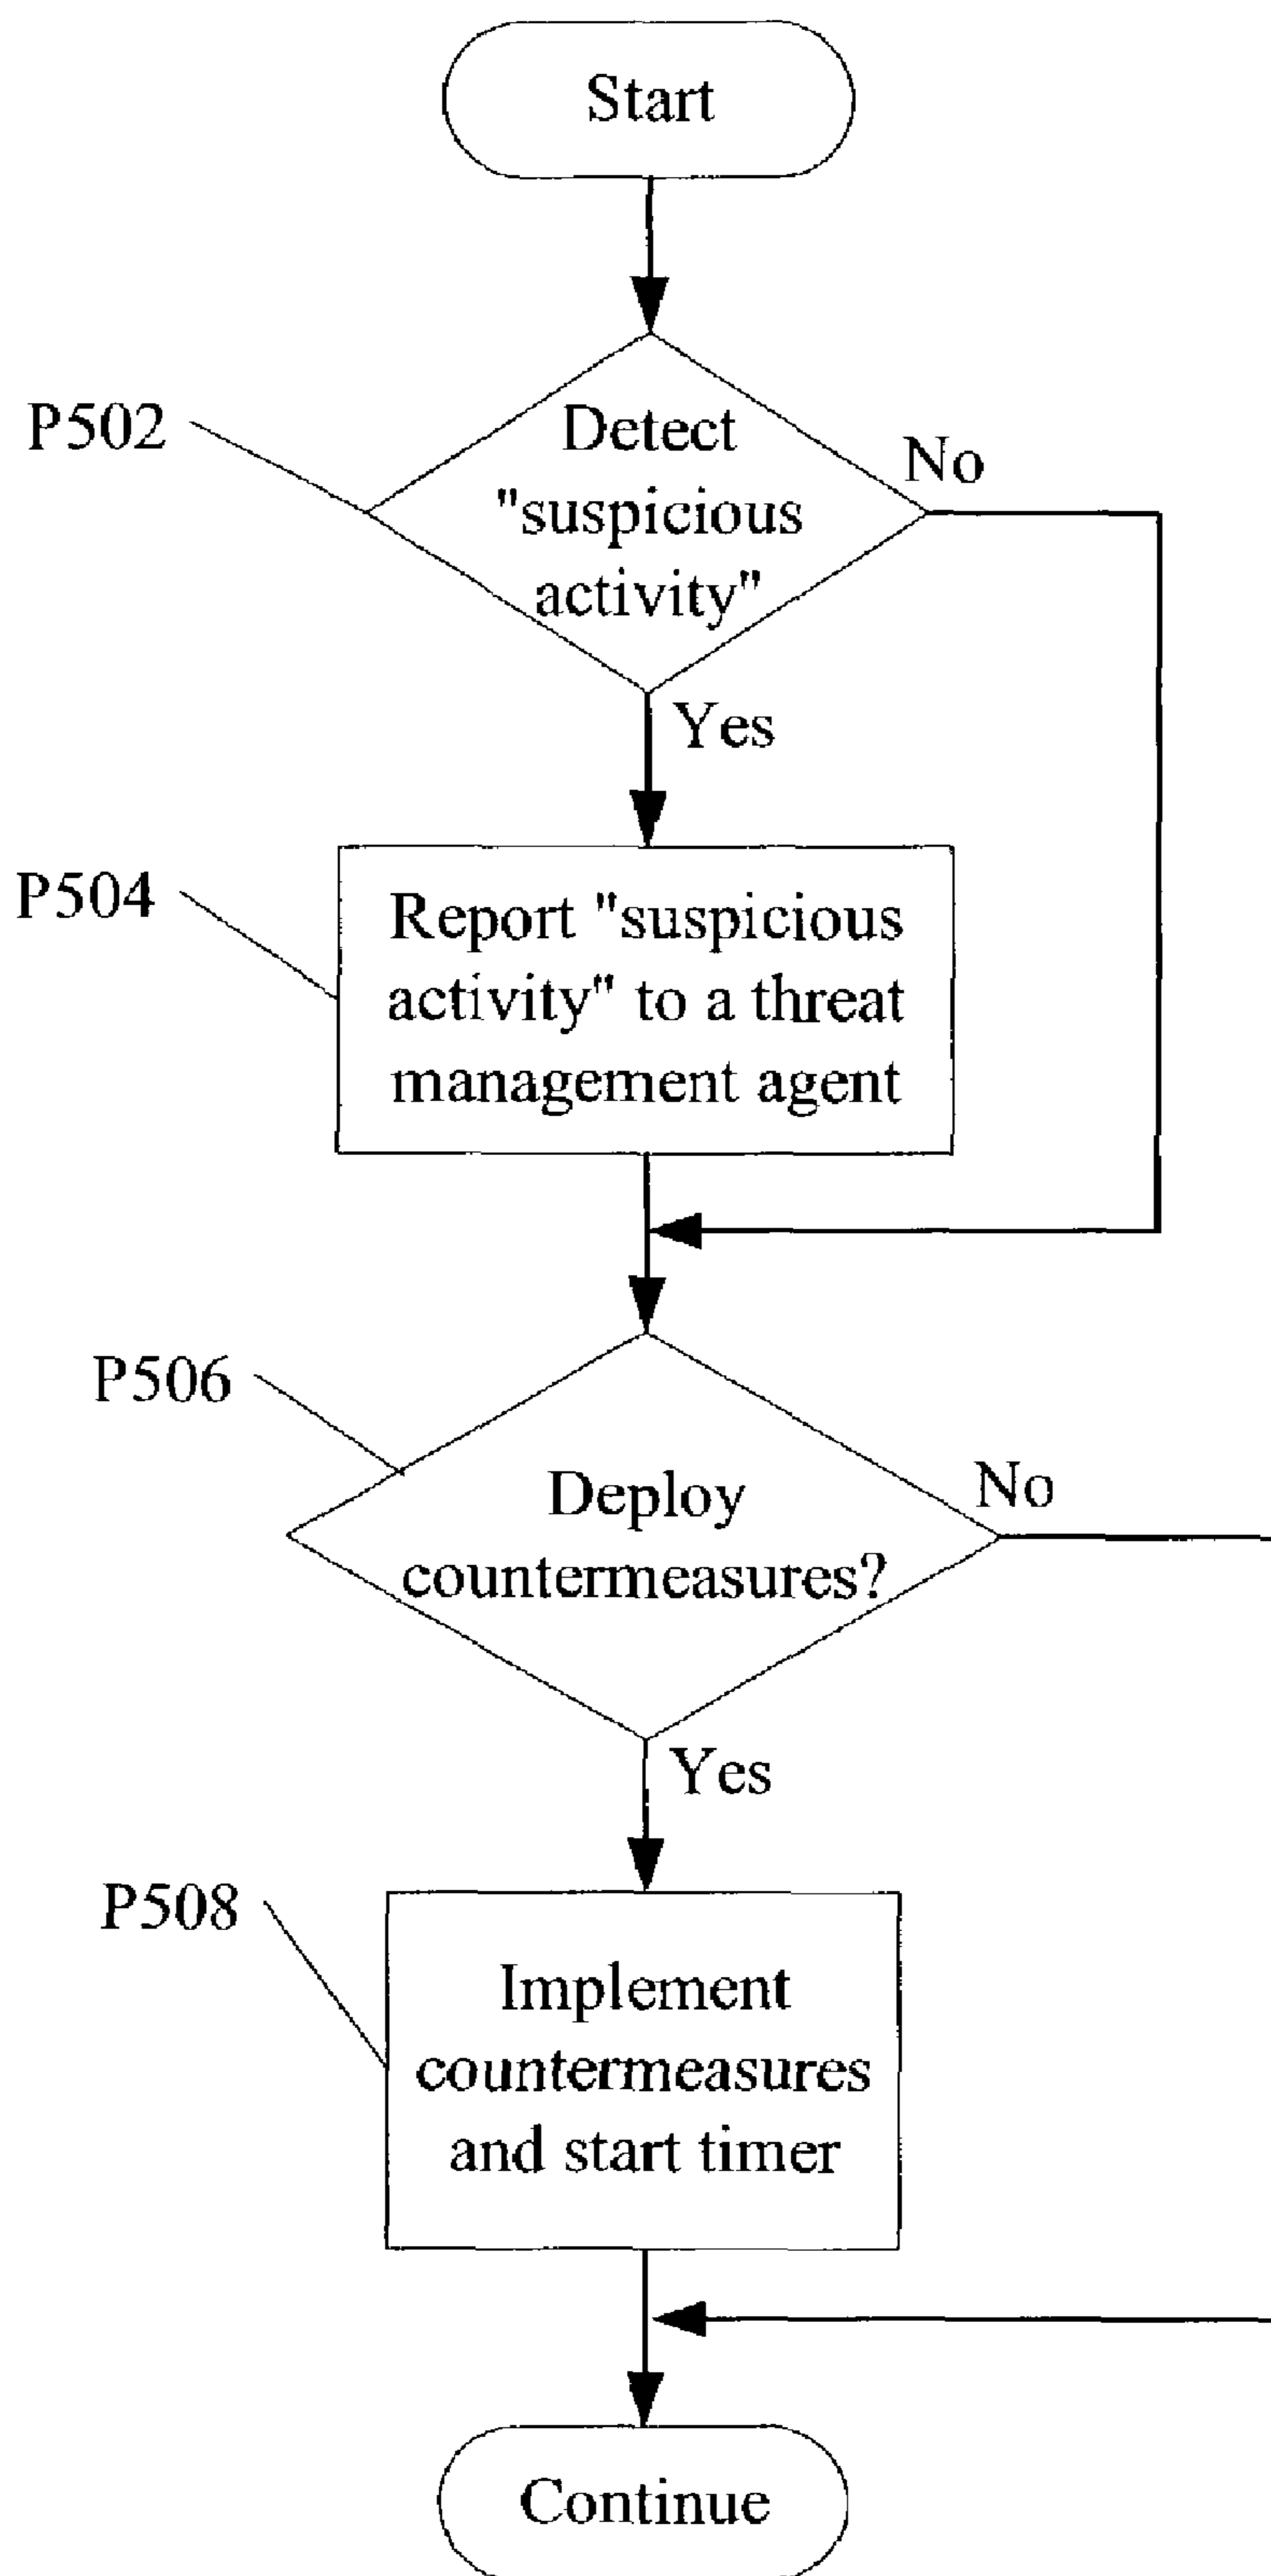 Start
P502
Detect
"suspicious
activity"
No
Yes
P504
Report "suspicious
activity" to a threat
management agent
P506
Deploy
countermeasures?
No
Yes
P508
Implement
countermeasures
and start timer
Continue